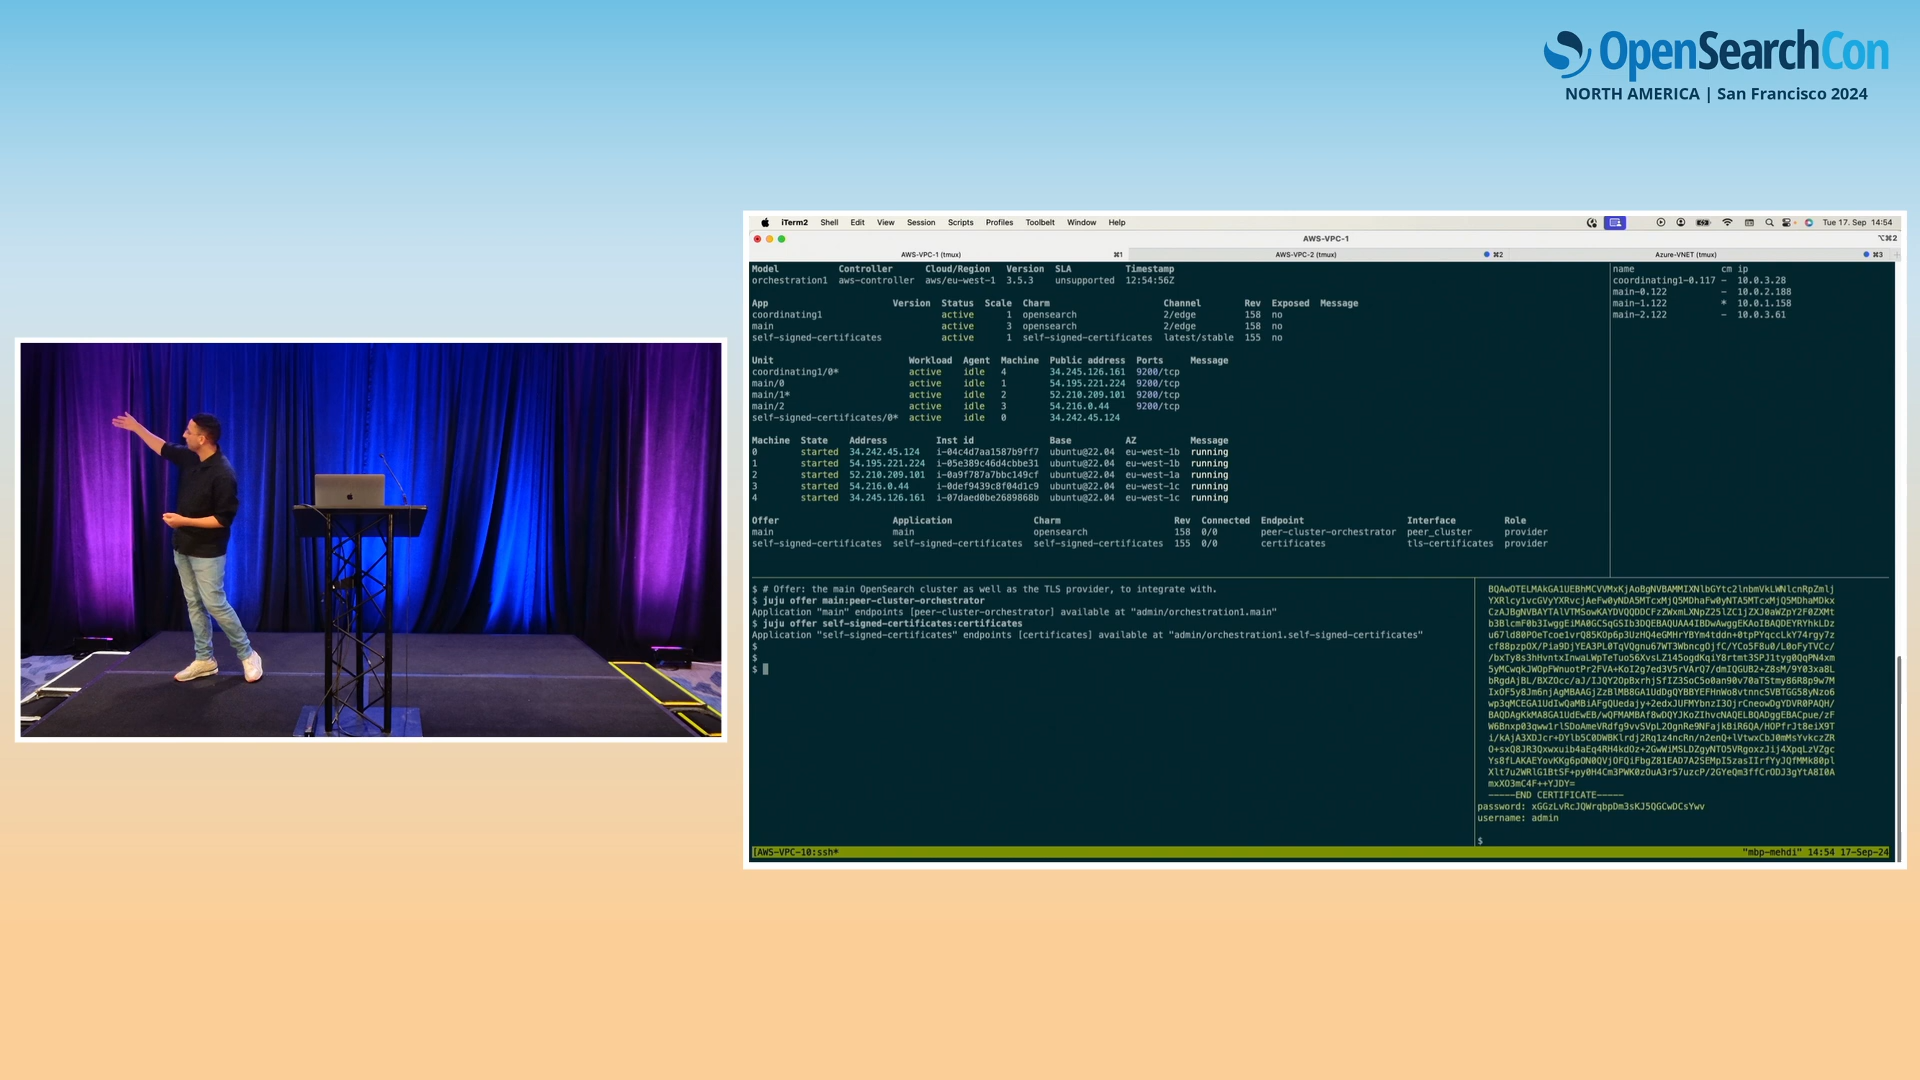 OpenSearchCon
NORTH AMERICA | San Francisco 2024
iTerm2 Shell Edit View Session Scripts Profiles Toolbelt Window Help Tue 17. Sep 14:54
AWS-VPC-1 ⌥⌘2
AWS-VPC-1 (tmux) ⌘1 AWS-VPC-2 (tmux) ⌘2 Azure-VNET (tmux) ⌘3
Model Controller Cloud/Region Version SLA Timestamp
orchestration1 aws-controller aws/eu-west-1 3.5.3 unsupported 12:54:56Z
App Version Status Scale Charm Channel Rev Exposed Message
coordinating1 active 1 opensearch 2/edge 158 no
main active 3 opensearch 2/edge 158 no
self-signed-certificates active 1 self-signed-certificates latest/stable 155 no
Unit Workload Agent Machine Public address Ports Message
coordinating1/0* active idle 4 34.245.126.161 9200/tcp
main/0 active idle 1 54.195.221.224 9200/tcp
main/1* active idle 2 52.210.209.101 9200/tcp
main/2 active idle 3 54.216.0.44 9200/tcp
self-signed-certificates/0* active idle 0 34.242.45.124
Machine State Address Inst id Base AZ Message
0 started 34.242.45.124 i-04c4d7aa1587b9ff7 ubuntu@22.04 eu-west-1b running
1 started 54.195.221.224 i-05e389c46d4cbbe31 ubuntu@22.04 eu-west-1b running
2 started 52.210.209.101 i-0a9f787a7bbc149cf ubuntu@22.04 eu-west-1a running
3 started 54.216.0.44 i-0def9439c8f04d1c9 ubuntu@22.04 eu-west-1c running
4 started 34.245.126.161 i-07daed0be2689868b ubuntu@22.04 eu-west-1c running
Offer Application Charm Rev Connected Endpoint Interface Role
main main opensearch 158 0/0 peer-cluster-orchestrator peer_cluster provider
self-signed-certificates self-signed-certificates self-signed-certificates 155 0/0 certificates tls-certificates provider
name cm ip
coordinating1-0.117 - 10.0.3.28
main-0.122 - 10.0.2.188
main-1.122 * 10.0.1.158
main-2.122 - 10.0.3.61
$ # Offer: the main OpenSearch cluster as well as the TLS provider, to integrate with.
$ juju offer main:peer-cluster-orchestrator
Application "main" endpoints [peer-cluster-orchestrator] available at "admin/orchestration1.main"
$ juju offer self-signed-certificates:certificates
Application "self-signed-certificates" endpoints [certificates] available at "admin/orchestration1.self-signed-certificates"
$
$
$
-----END CERTIFICATE-----
password: xGGzLvRcJQWrqbpDm3sKJ5QGCwDCsYwv
username: admin
$
[AWS-VPC-10:ssh* "mbp-mehdi" 14:54 17-Sep-24